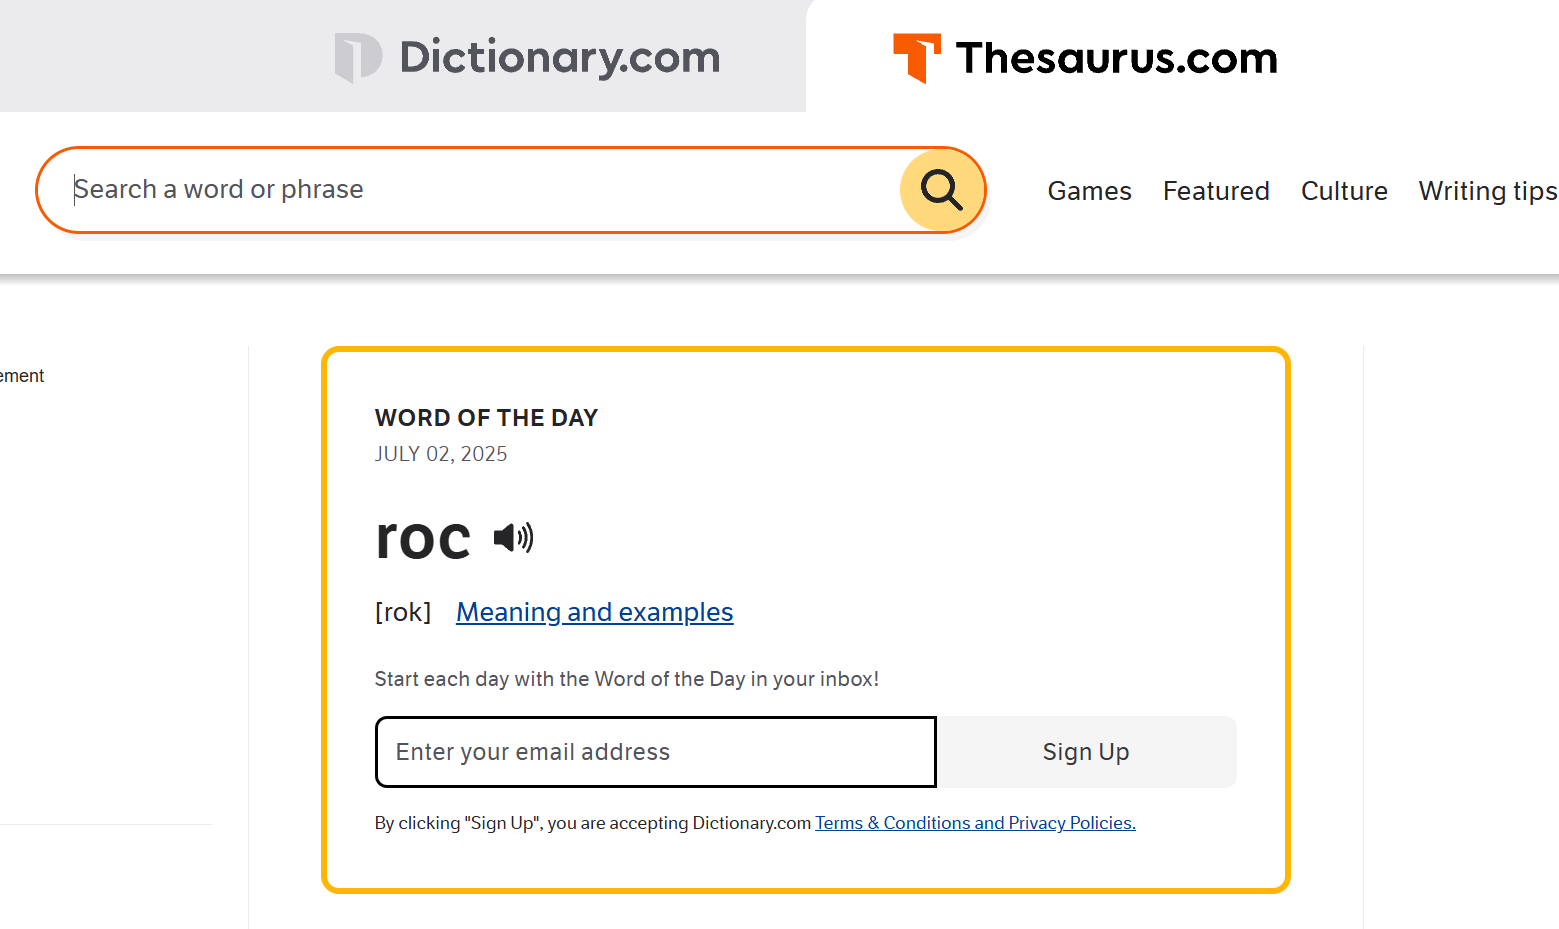 Dictionary.com
Thesaurus.com
Search a word or phrase
Games Featured Culture Writing tips
ement
WORD OF THE DAY
JULY 02, 2025
roc
[rok] Meaning and examples
Start each day with the Word of the Day in your inbox!
Enter your email address
Sign Up
By clicking "Sign Up", you are accepting Dictionary.com Terms & Conditions and Privacy Policies.